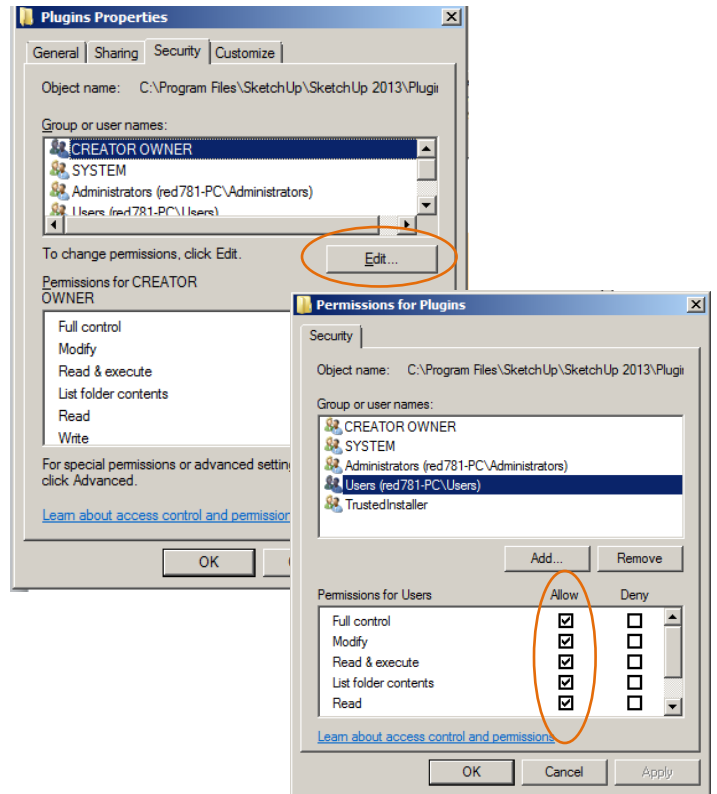 Plugins Properties
General Sharing Security Customize
Object name: C:\Program Files\SketchUp\SketchUp 2013\Plugi
Group or user names:
CREATOR OWNER
SYSTEM
Administrators (red781-PC\Administrators)
Users (red781-PC\Users)
To change permissions, click Edit.
Edit...
Permissions for CREATOR
OWNER
Full control
Modify
Read & execute
List folder contents
Read
Write
For special permissions or advanced setting
click Advanced.
Learn about access control and permission
OK
Permissions for Plugins
Security
Object name: C:\Program Files\SketchUp\SketchUp 2013\Plugi
Group or user names:
CREATOR OWNER
SYSTEM
Administrators (red781-PC\Administrators)
Users (red781-PC\Users)
TrustedInstaller
Add... Remove
Permissions for Users Allow Deny
Full control
Modify
Read & execute
List folder contents
Read
Learn about access control and permissions
OK Cancel Apply